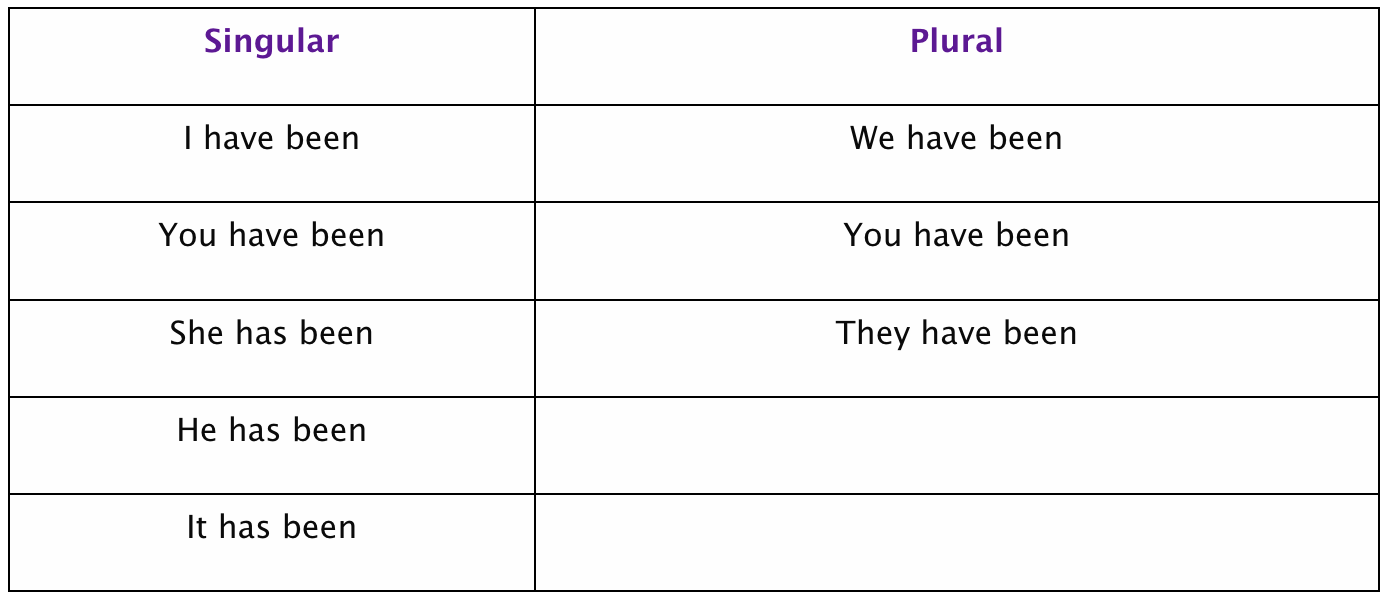 Singular
Plural
I have been
We have been
You have been
You have been
She has been
They have been
He has been
It has been